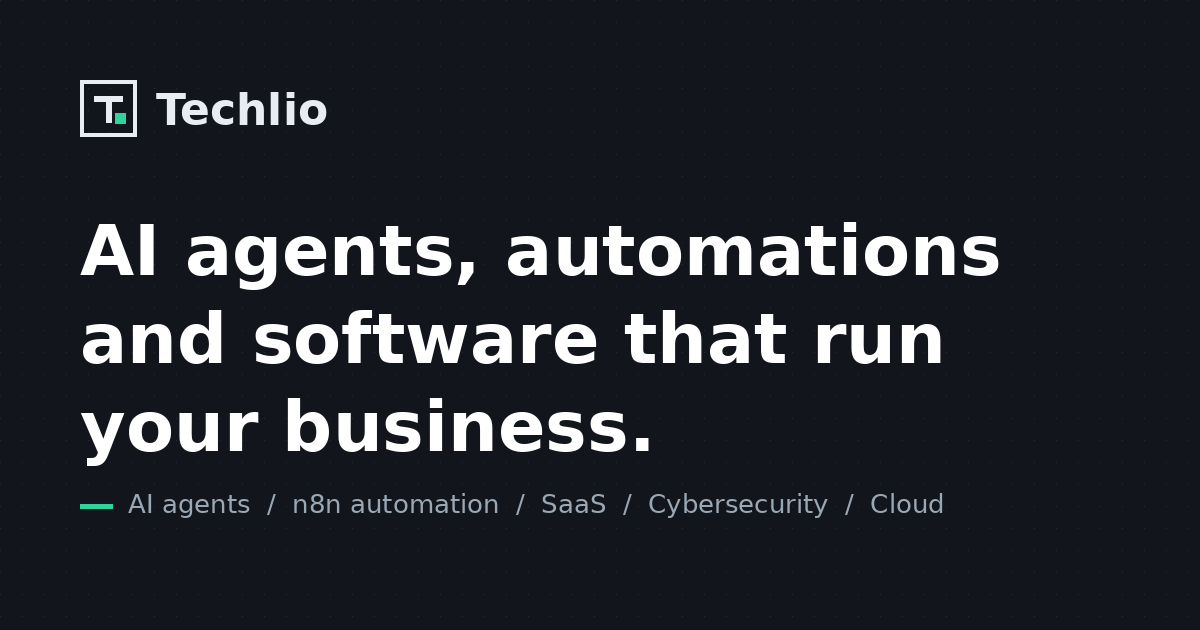 Techlio
AI agents, automations
and software that run
your business.
AI agents / n8n automation / SaaS / Cybersecurity / Cloud